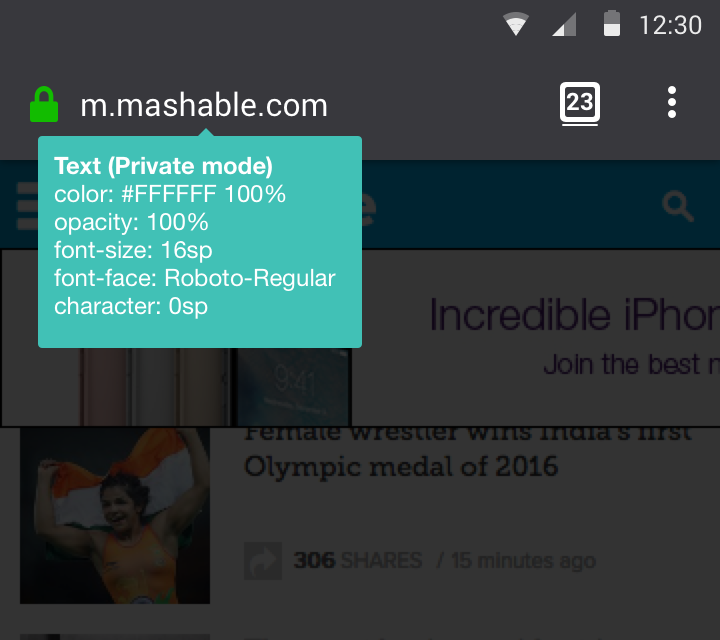 12:30
m.mashable.com
23
Text (Private mode)
color: #FFFFFF 100%
opacity: 100%
font-size: 16sp
font-face: Roboto-Regular
character: 0sp
e
Incredible iPhon
Join the best n
9:41
Female wrestler wins India's first
Olympic medal of 2016
306 SHARES / 15 minutes ago